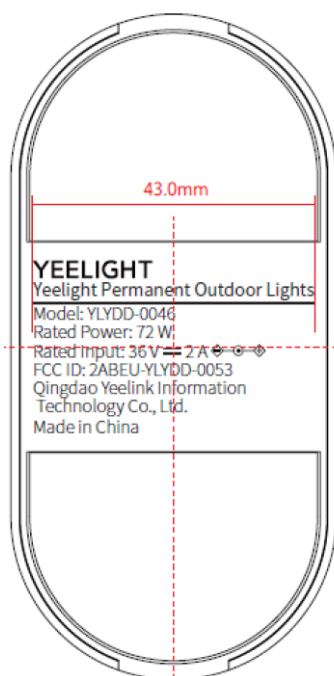 43.0mm
YEELIGHT
Yeelight Permanent Outdoor Lights
Model: YLYDD-0046
Rated Power: 72 W
Rated Input: 36 V ⎓ 2 A
FCC ID: 2ABEU-YLYDD-0053
Qingdao Yeelink Information
Technology Co., Ltd.
Made in China